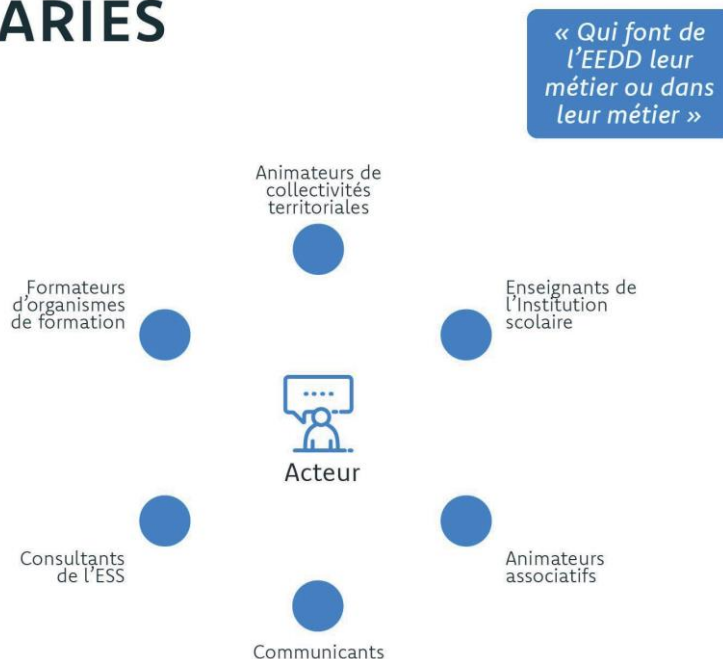 ARIES
« Qui font de
l'EEDD leur
métier ou dans
leur métier »
Animateurs de
collectivités
territoriales
Formateurs
d'organismes
de formation
Enseignants de
l'Institution
scolaire
Acteur
Consultants
de l'ESS
Animateurs
associatifs
Communicants